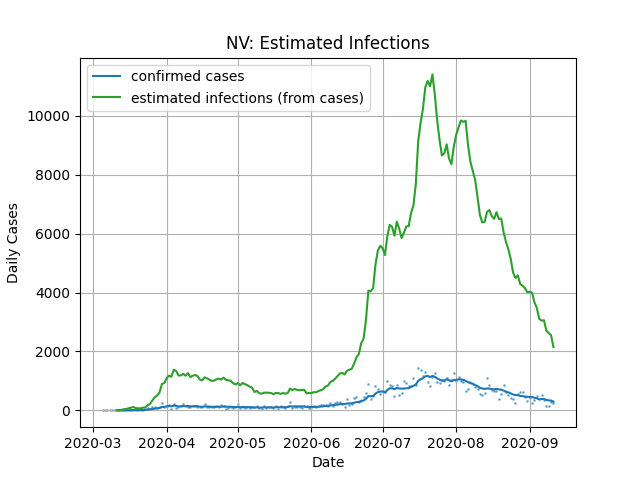 NV: Estimated Infections
confirmed cases
estimated infections (from cases)
10000
8000
6000
4000
2000
0
Daily Cases
2020-03 2020-04 2020-05 2020-06 2020-07 2020-08 2020-09
Date